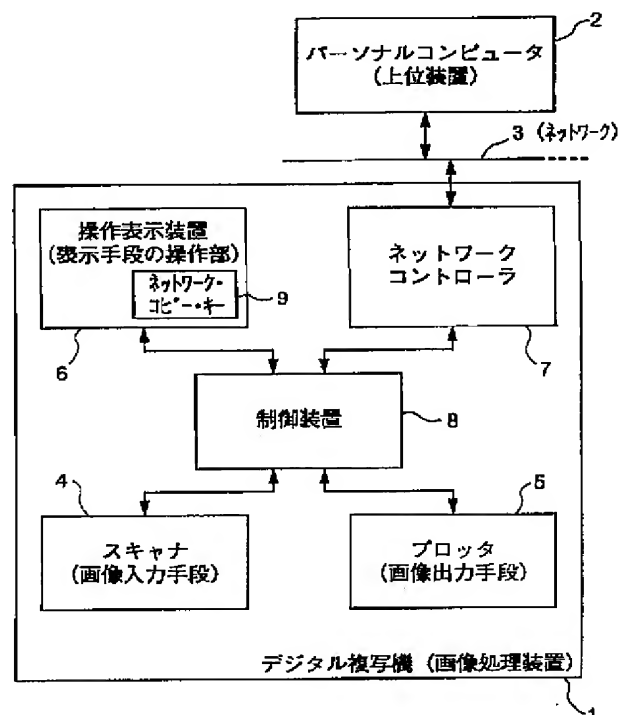 2
パーソナルコンピュータ
(上位装置)
3 (ネットワーク)
操作表示装置
(表示手段の操作部)
ネットワーク・
コピー・キー
9
6
ネットワーク
コントローラ
7
制御装置
8
4
スキャナ
(画像入力手段)
5
プロッタ
(画像出力手段)
デジタル複写機 (画像処理装置)
1